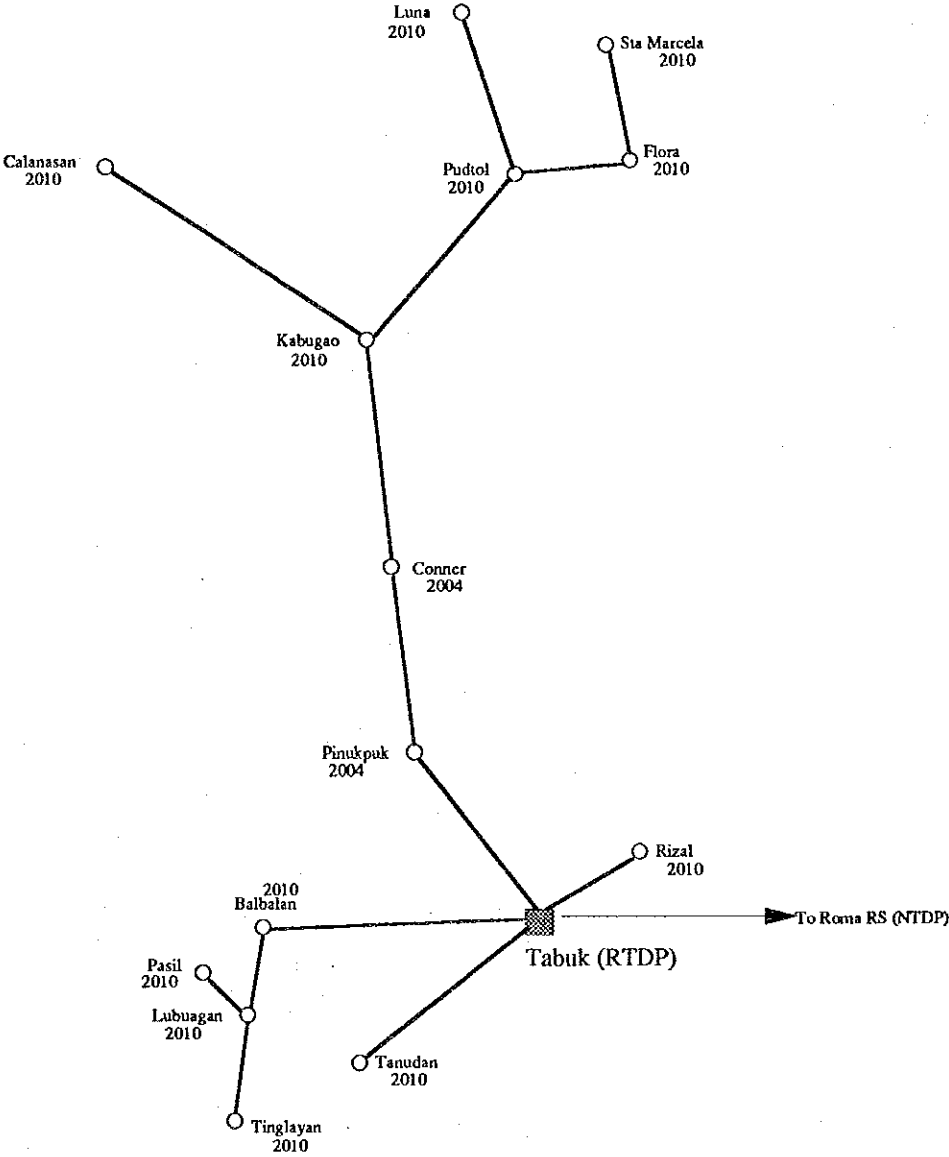 Luna
2010
Sta Marcela
2010
Calanasan
2010
Pudtol
2010
Flora
2010
Kabugao
2010
Conner
2004
Pinukpuk
2004
Rizal
2010
2010
Balbalan
To Roma RS (NTDP)
Tabuk (RTDP)
Pasil
2010
Lubuagan
2010
Tanudan
2010
Tinglayan
2010